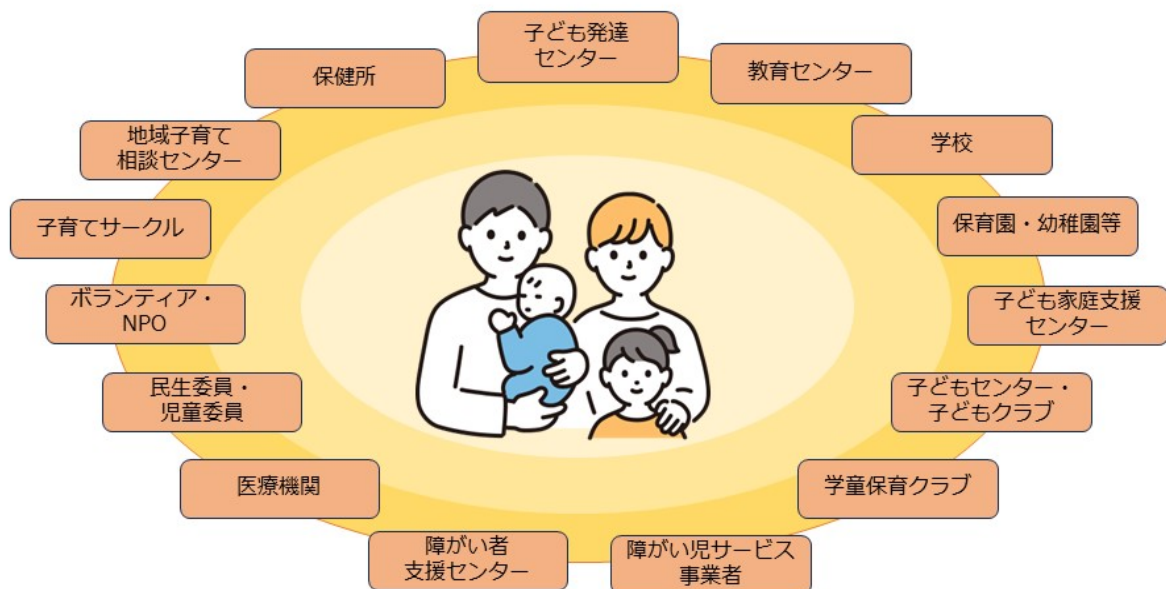 子ども発達
センター
保健所
教育センター
地域子育て
相談センター
学校
子育てサークル
保育園・幼稚園等
ボランティア・
NPO
子ども家庭支援
センター
民生委員・
児童委員
子どもセンター・
子どもクラブ
医療機関
学童保育クラブ
障がい者
支援センター
障がい児サービス
事業者